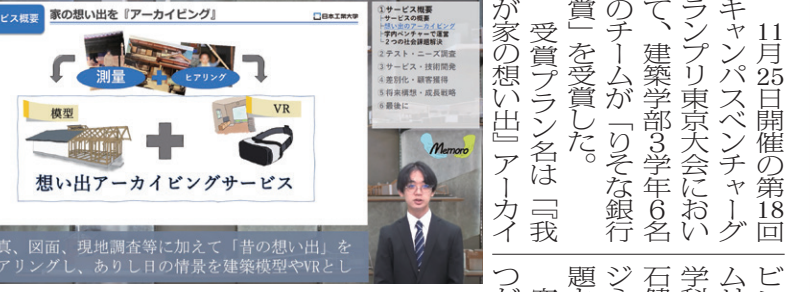 ビス概要
家の想い出を『アーカイビング』
日本工業大学
測量
ヒアリング
模型
VR
想い出アーカイビングサービス
①サービス概要
サービスの概要
想い出のアーカイビング
学内ベンチャーで運営
2つの社会課題解決
②テスト・ニーズ調査
③サービス・技術開発
④差別化・顧客獲得
⑤将来構想・成長戦略
⑥最後に
Memoro
真、図面、現地調査等に加えて「昔の想い出」を
アリングし、ありし日の情景を建築模型やVRとし
11月25日開催の第18回
キャンパスベンチャーグ
ランプリ東京大会におい
て、建築学部3学年6名
のチームが「りそな銀行
賞」を受賞した。
受賞プラン名は『『我
が家の想い出』アーカイ
ビ
ム
学科
石
ジ
題
つ